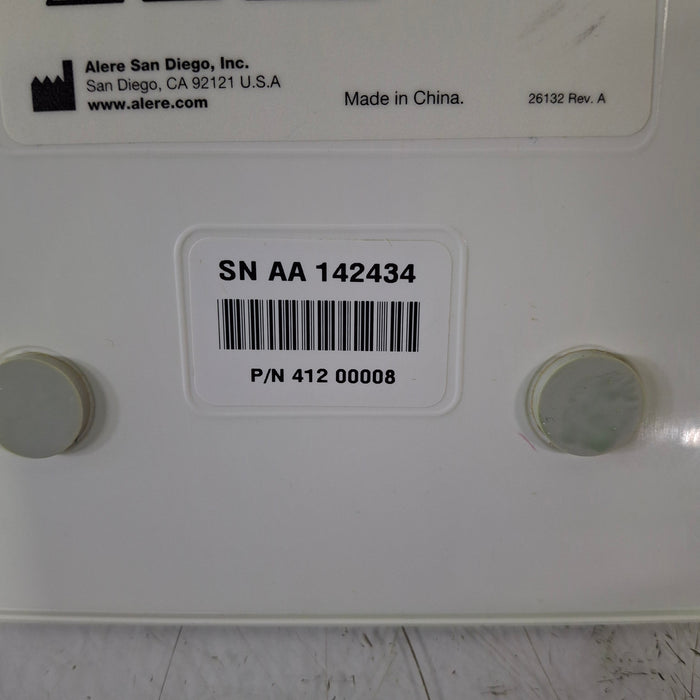 Alere San Diego, Inc.
San Diego, CA 92121 U.S.A
www.alere.com
Made in China.
26132 Rev. A
SN AA 142434
P/N 412 00008